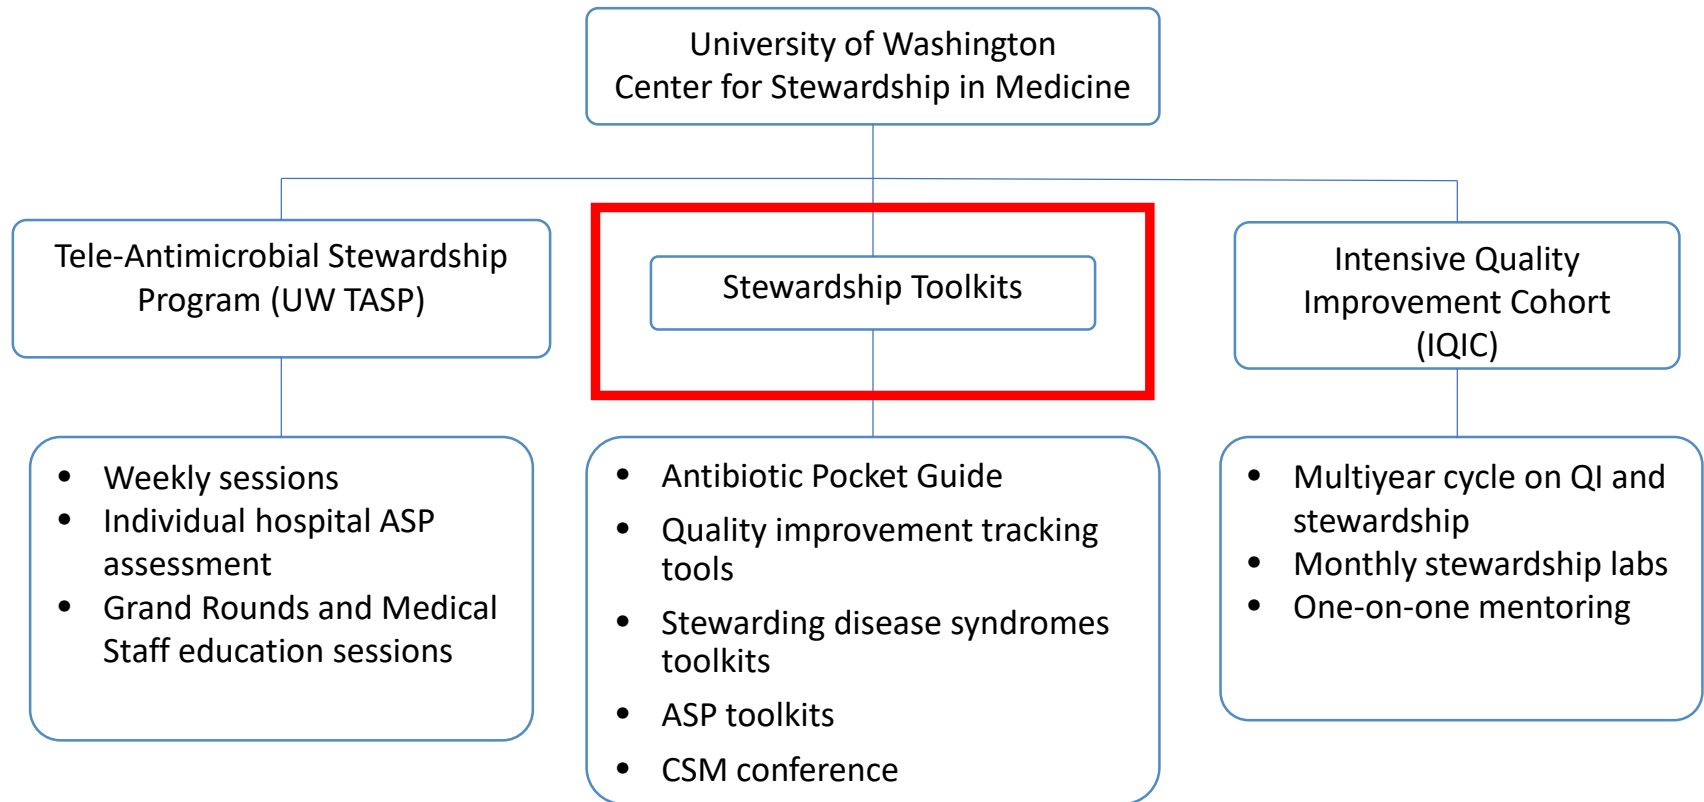 University of Washington
Center for Stewardship in Medicine
Tele-Antimicrobial Stewardship
Program (UW TASP)
Stewardship Toolkits
Intensive Quality
Improvement Cohort
(IQIC)
• Weekly sessions
• Individual hospital ASP
assessment
• Grand Rounds and Medical
Staff education sessions
• Antibiotic Pocket Guide
• Quality improvement tracking
tools
• Stewarding disease syndromes
toolkits
• ASP toolkits
• CSM conference
• Multiyear cycle on QI and
stewardship
• Monthly stewardship labs
• One-on-one mentoring